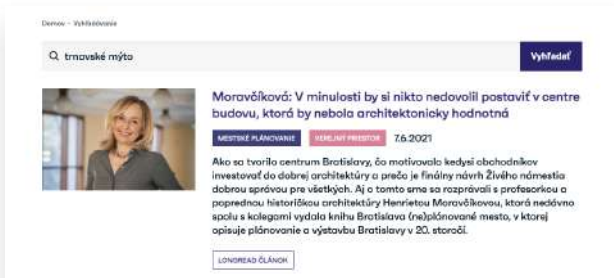 Domov - Vyhľadávanie
trnavské mýto
Vyhľadať
Moravčíková: V minulosti by si nikto nedovolil postaviť v centre
budovu, ktorá by nebola architektonicky hodnotná
MESTSKÉ PLÁNOVANIE VEREJNÝ PRIESTOR 7.6.2021
Ako sa tvorilo centrum Bratislavy, čo motivovalo kedysi obchodníkov
investovať do dobrej architektúry a prečo je finálny návrh Živého námestia
dobrou správou pre všetkých. Aj o tomto sme sa rozprávali s profesorkou a
poprednou historičkou architektúry Henrietou Moravčíkovou, ktorá nedávno
spolu s kolegami vydala knihu Bratislava (ne)plánované mesto, v ktorej
opisuje plánovanie a výstavbu Bratislavy v 20. storočí.
LONGREAD ČLÁNOK